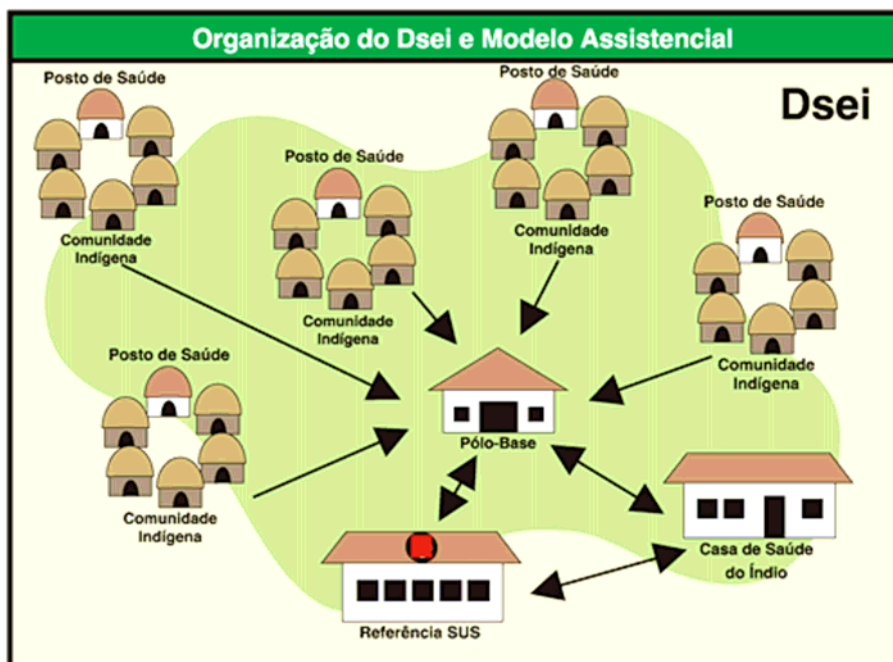 Organização do Dsei e Modelo Assistencial
Posto de Saúde
Posto de Saúde
Dsei
Posto de Saúde
Posto de Saúde
Comunidade
Indígena
Comunidade
Indígena
Comunidade
Indígena
Posto de Saúde
Comunidade
Indígena
Pólo-Base
Comunidade
Indígena
Casa de Saúde
do Índio
Referência SUS